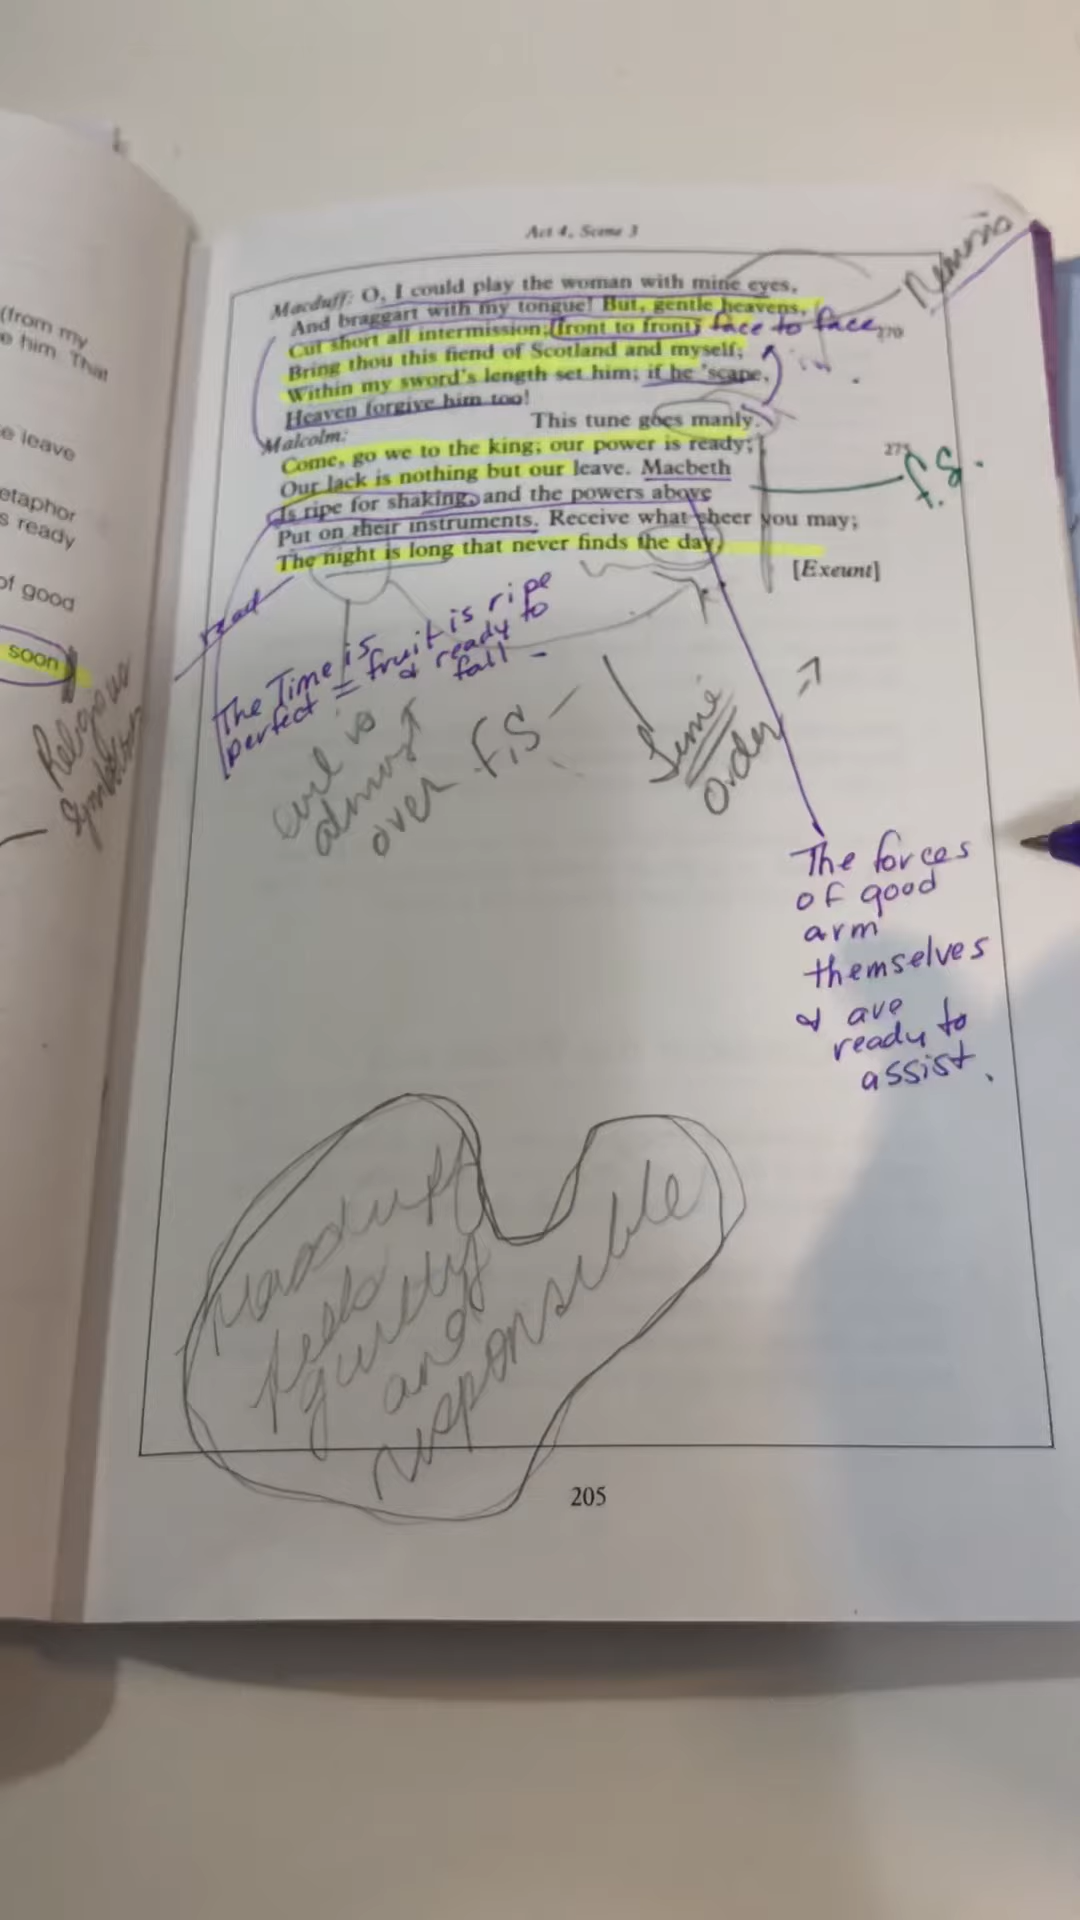 (from my
e him. That
e leave
etaphor
s ready
of good
soon
Religious
Symbolism
Act 4, Scene 3
Nemesis
Macduff: O, I could play the woman with mine eyes,
And braggart with my tongue! But, gentle heavens,
Cut short all intermission; front to front, face to face
270
Bring thou this fiend of Scotland and myself;
Within my sword's length set him; if he 'scape,
Heaven forgive him too!
Malcolm: This tune goes manly.
Come, go we to the king; our power is ready;
275
Our lack is nothing but our leave. Macbeth
f.S.
Is ripe for shaking, and the powers above
Put on their instruments. Receive what cheer you may;
The night is long that never finds the day.
[Exeunt]
read
The Time is
perfect = fruit is ripe
& ready to
fall -
evil is
almost
over F.S
Order
The forces
of good
arm
themselves
& are
ready to
assist.
Macduff
feels
guilty
and
responsible
205